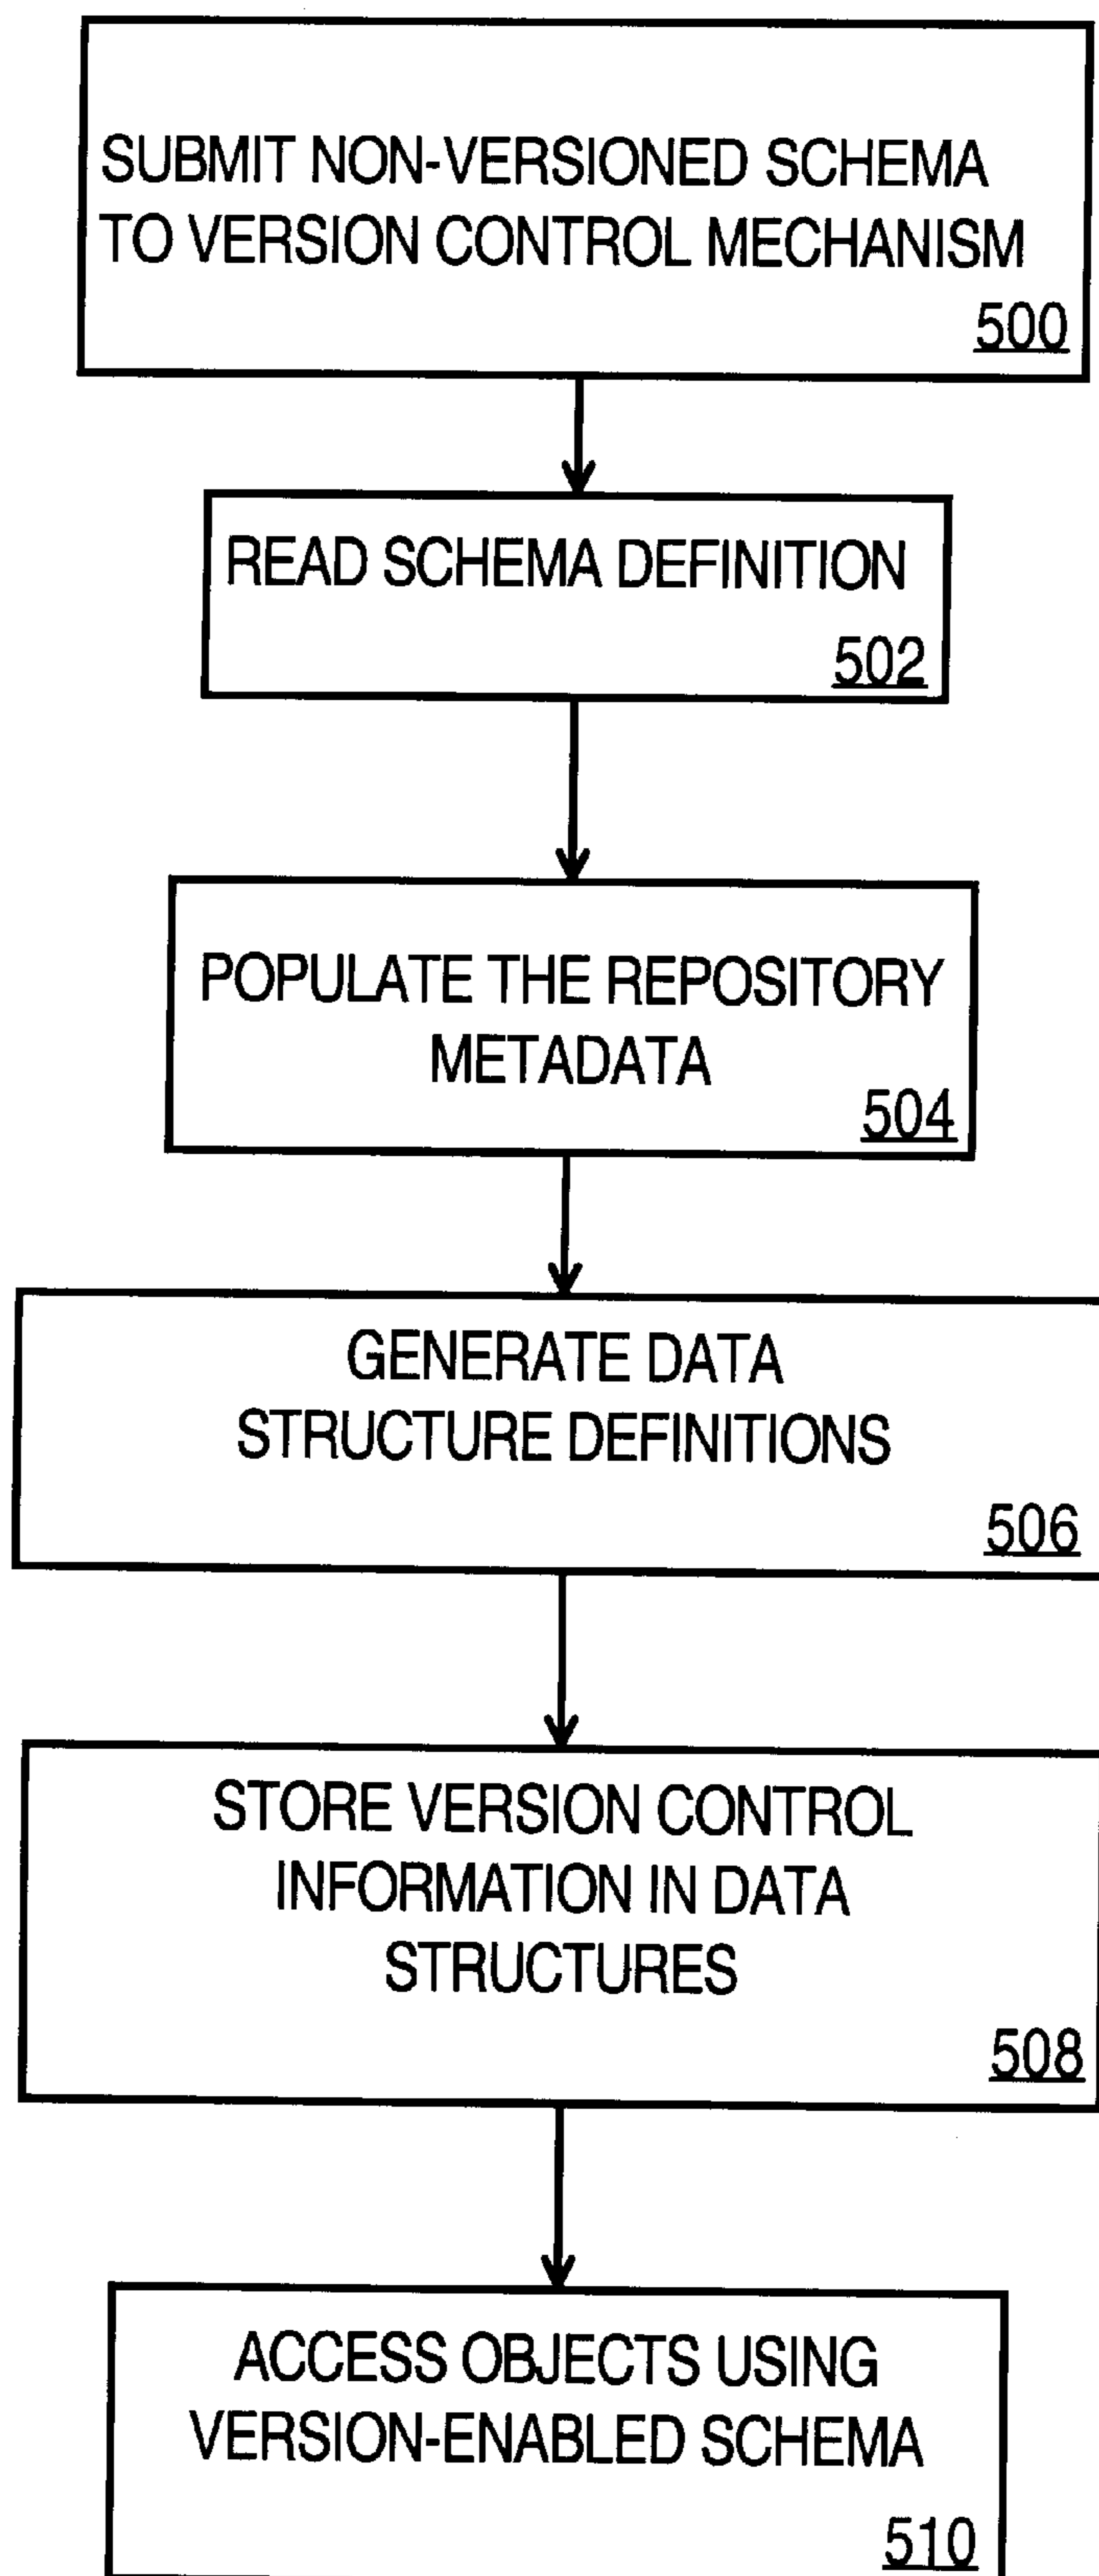 SUBMIT NON-VERSIONED SCHEMA
TO VERSION CONTROL MECHANISM
500
READ SCHEMA DEFINITION
502
POPULATE THE REPOSITORY
METADATA
504
GENERATE DATA
STRUCTURE DEFINITIONS
506
STORE VERSION CONTROL
INFORMATION IN DATA
STRUCTURES
508
ACCESS OBJECTS USING
VERSION-ENABLED SCHEMA
510